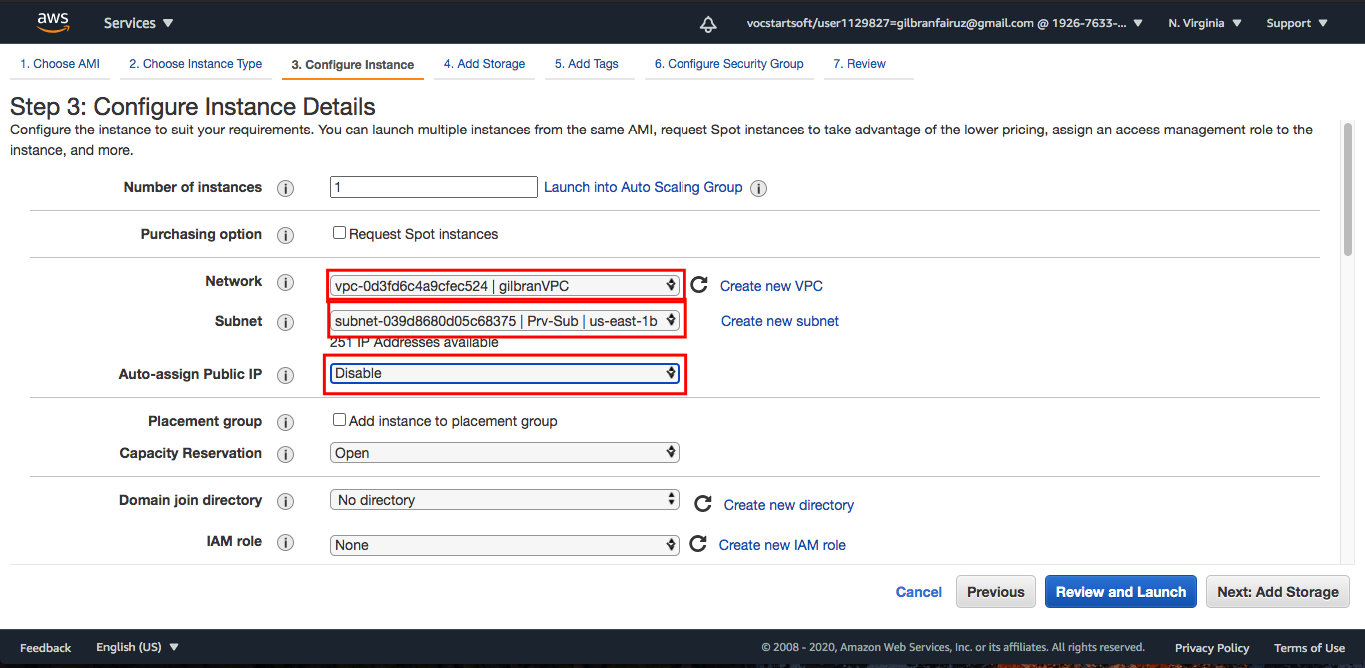 aws
Services
vocstartsoft/user1129827=gilbranfairuz@gmail.com @ 1926-7633-...
N. Virginia
Support
1. Choose AMI
2. Choose Instance Type
3. Configure Instance
4. Add Storage
5. Add Tags
6. Configure Security Group
7. Review
Step 3: Configure Instance Details
Configure the instance to suit your requirements. You can launch multiple instances from the same AMI, request Spot instances to take advantage of the lower pricing, assign an access management role to the
instance, and more.
Number of instances
1
Launch into Auto Scaling Group
Purchasing option
Request Spot instances
Network
vpc-0d3fd6c4a9cfec524 | gilbranVPC
Create new VPC
Subnet
subnet-039d8680d05c68375 | Prv-Sub | us-east-1b
Create new subnet
251 IP Addresses available
Auto-assign Public IP
Disable
Placement group
Add instance to placement group
Capacity Reservation
Open
Domain join directory
No directory
Create new directory
IAM role
None
Create new IAM role
Cancel
Previous
Review and Launch
Next: Add Storage
Feedback
English (US)
© 2008 - 2020, Amazon Web Services, Inc. or its affiliates. All rights reserved.
Privacy Policy
Terms of Use